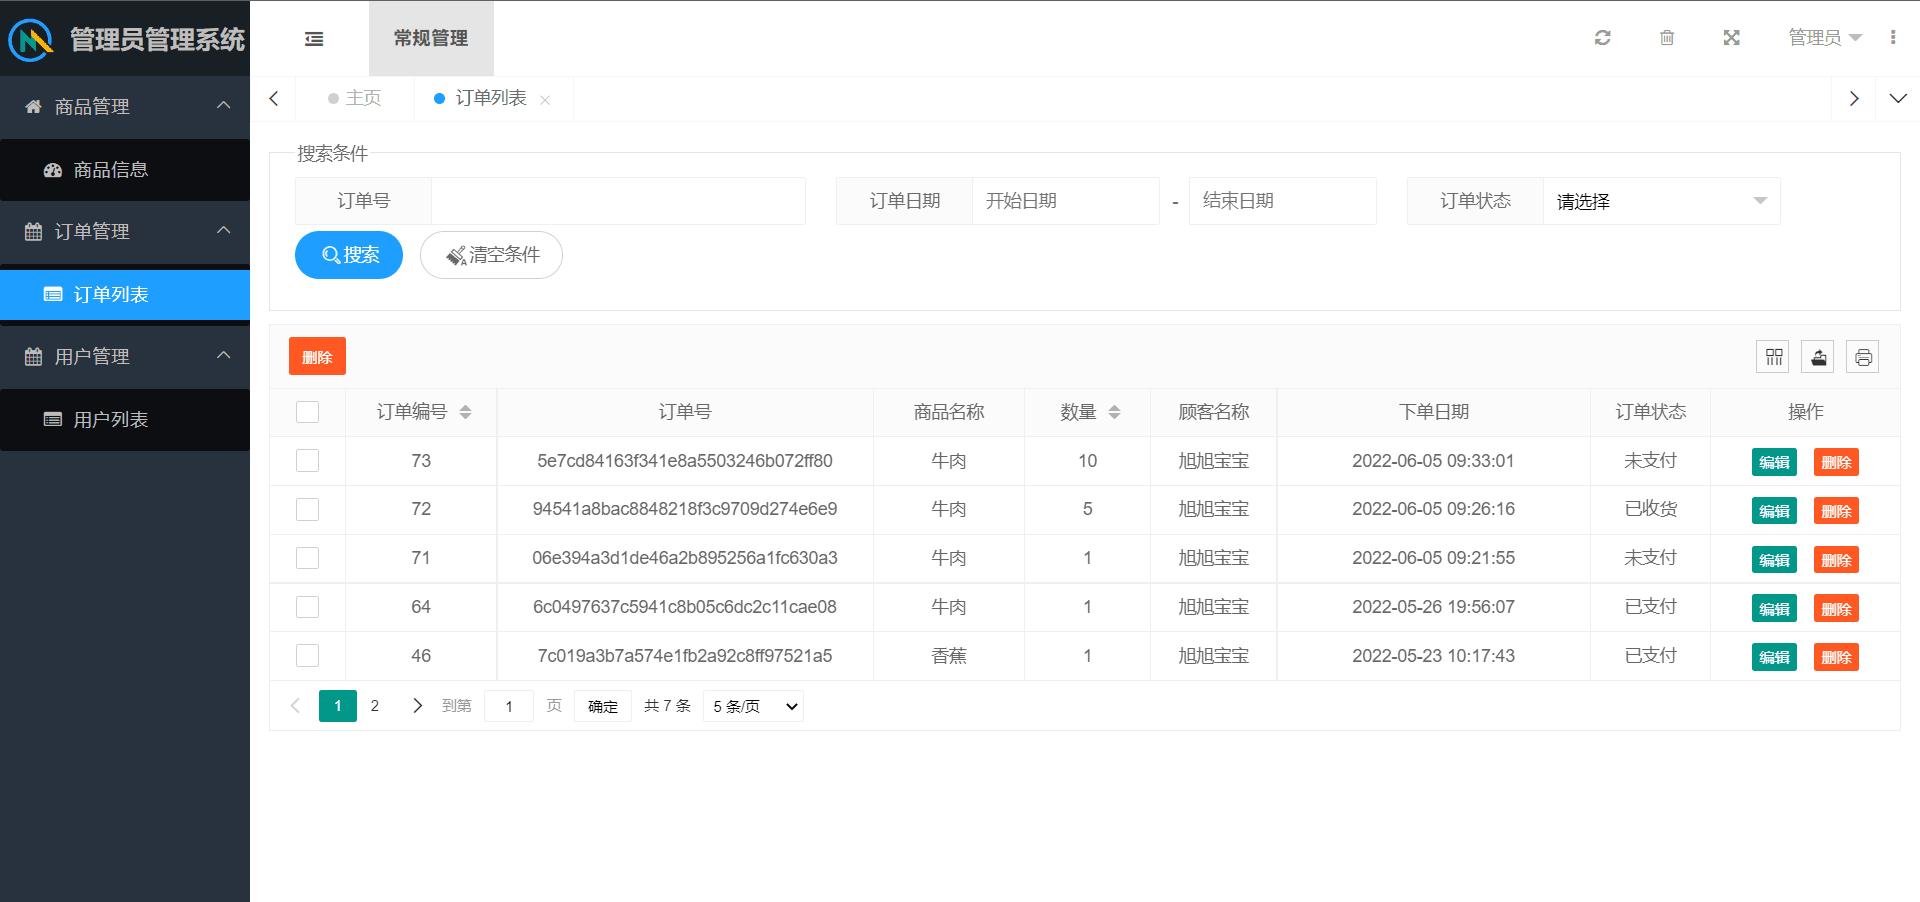 管理员管理系统
常规管理
管理员
商品管理
商品信息
订单管理
订单列表
用户管理
用户列表
主页 订单列表
搜索条件
订单号 订单日期 开始日期 - 结束日期 订单状态 请选择
搜索 清空条件
删除
订单编号 订单号 商品名称 数量 顾客名称 下单日期 订单状态 操作
73 5e7cd84163f341e8a5503246b072ff80 牛肉 10 旭旭宝宝 2022-06-05 09:33:01 未支付 编辑 删除
72 94541a8bac8848218f3c9709d274e6e9 牛肉 5 旭旭宝宝 2022-06-05 09:26:16 已收货 编辑 删除
71 06e394a3d1de46a2b895256a1fc630a3 牛肉 1 旭旭宝宝 2022-06-05 09:21:55 未支付 编辑 删除
64 6c0497637c5941c8b05c6dc2c11cae08 牛肉 1 旭旭宝宝 2022-05-26 19:56:07 已支付 编辑 删除
46 7c019a3b7a574e1fb2a92c8ff97521a5 香蕉 1 旭旭宝宝 2022-05-23 10:17:43 已支付 编辑 删除
1 2 到第 1 页 确定 共 7 条 5 条/页